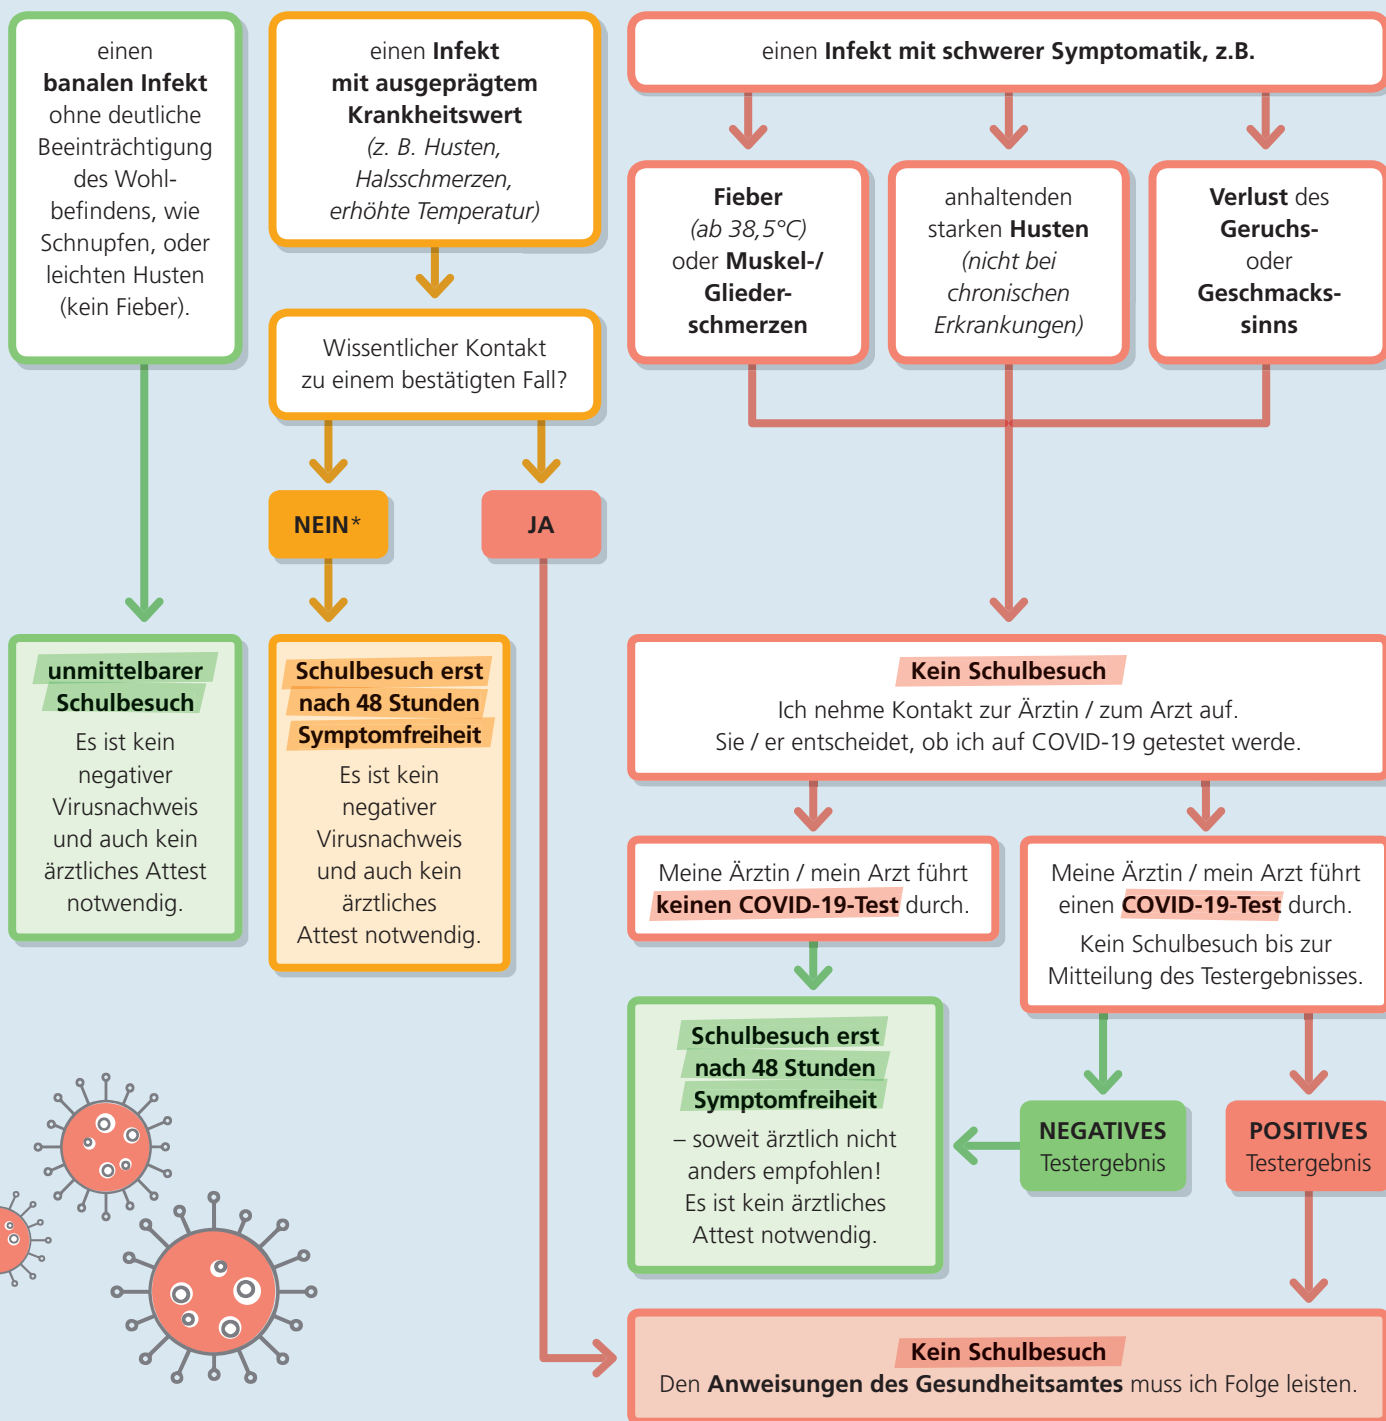 einen
banalen Infekt
ohne deutliche
Beeinträchtigung
des Wohl-
befindens, wie
Schnupfen, oder
leichten Husten
(kein Fieber).
einen Infekt
mit ausgeprägtem
Krankheitswert
(z. B. Husten,
Halsschmerzen,
erhöhte Temperatur)
einen Infekt mit schwerer Symptomatik, z.B.
Fieber
(ab 38,5°C)
oder Muskel-/
Glieder-
schmerzen
anhaltenden
starken Husten
(nicht bei
chronischen
Erkrankungen)
Verlust des
Geruchs-
oder
Geschmacks-
sinns
Wissentlicher Kontakt
zu einem bestätigten Fall?
NEIN*
JA
unmittelbarer
Schulbesuch
Es ist kein
negativer
Virusnachweis
und auch kein
ärztliches Attest
notwendig.
Schulbesuch erst
nach 48 Stunden
Symptomfreiheit
Es ist kein
negativer
Virusnachweis
und auch kein
ärztliches
Attest notwendig.
Kein Schulbesuch
Ich nehme Kontakt zur Ärztin / zum Arzt auf.
Sie / er entscheidet, ob ich auf COVID-19 getestet werde.
Meine Ärztin / mein Arzt führt
keinen COVID-19-Test durch.
Meine Ärztin / mein Arzt führt
einen COVID-19-Test durch.
Kein Schulbesuch bis zur
Mitteilung des Testergebnisses.
Schulbesuch erst
nach 48 Stunden
Symptomfreiheit
– soweit ärztlich nicht
anders empfohlen!
Es ist kein ärztliches
Attest notwendig.
NEGATIVES
Testergebnis
POSITIVES
Testergebnis
Kein Schulbesuch
Den Anweisungen des Gesundheitsamtes muss ich Folge leisten.